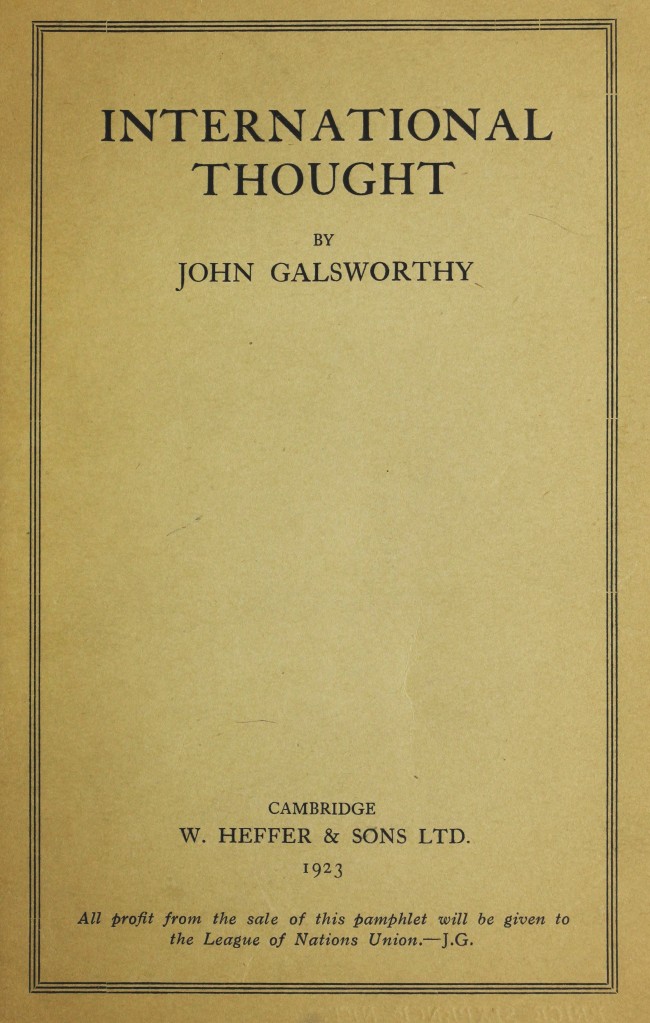 INTERNATIONAL
THOUGHT
BY
JOHN GALSWORTHY
CAMBRIDGE
W. HEFFER & SONS LTD.
1923
All profit from the sale of this pamphlet will be given to
the League of Nations Union.—J.G.